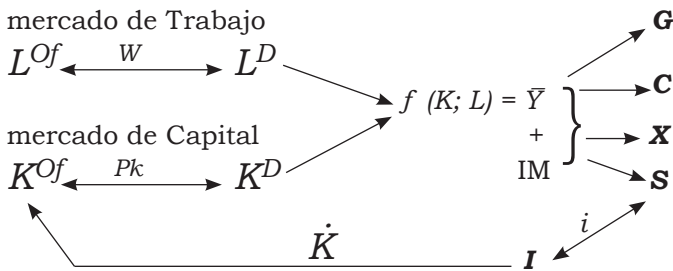 mercado de Trabajo
G
L^Of W L^D
f (K; L) = Ȳ
C
mercado de Capital
+
X
K^Of Pk K^D
IM
S
i
K̇
I